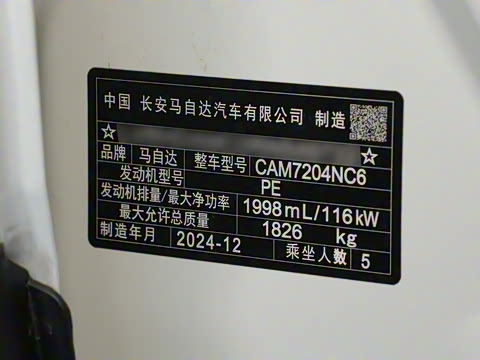 中国 长安马自达汽车有限公司 制造
☆ ☆
品牌 马自达 整车型号 CAM7204NC6
发动机型号 PE
发动机排量/最大净功率 1998mL/116kW
最大允许总质量 1826 kg
制造年月 2024-12 乘坐人数 5